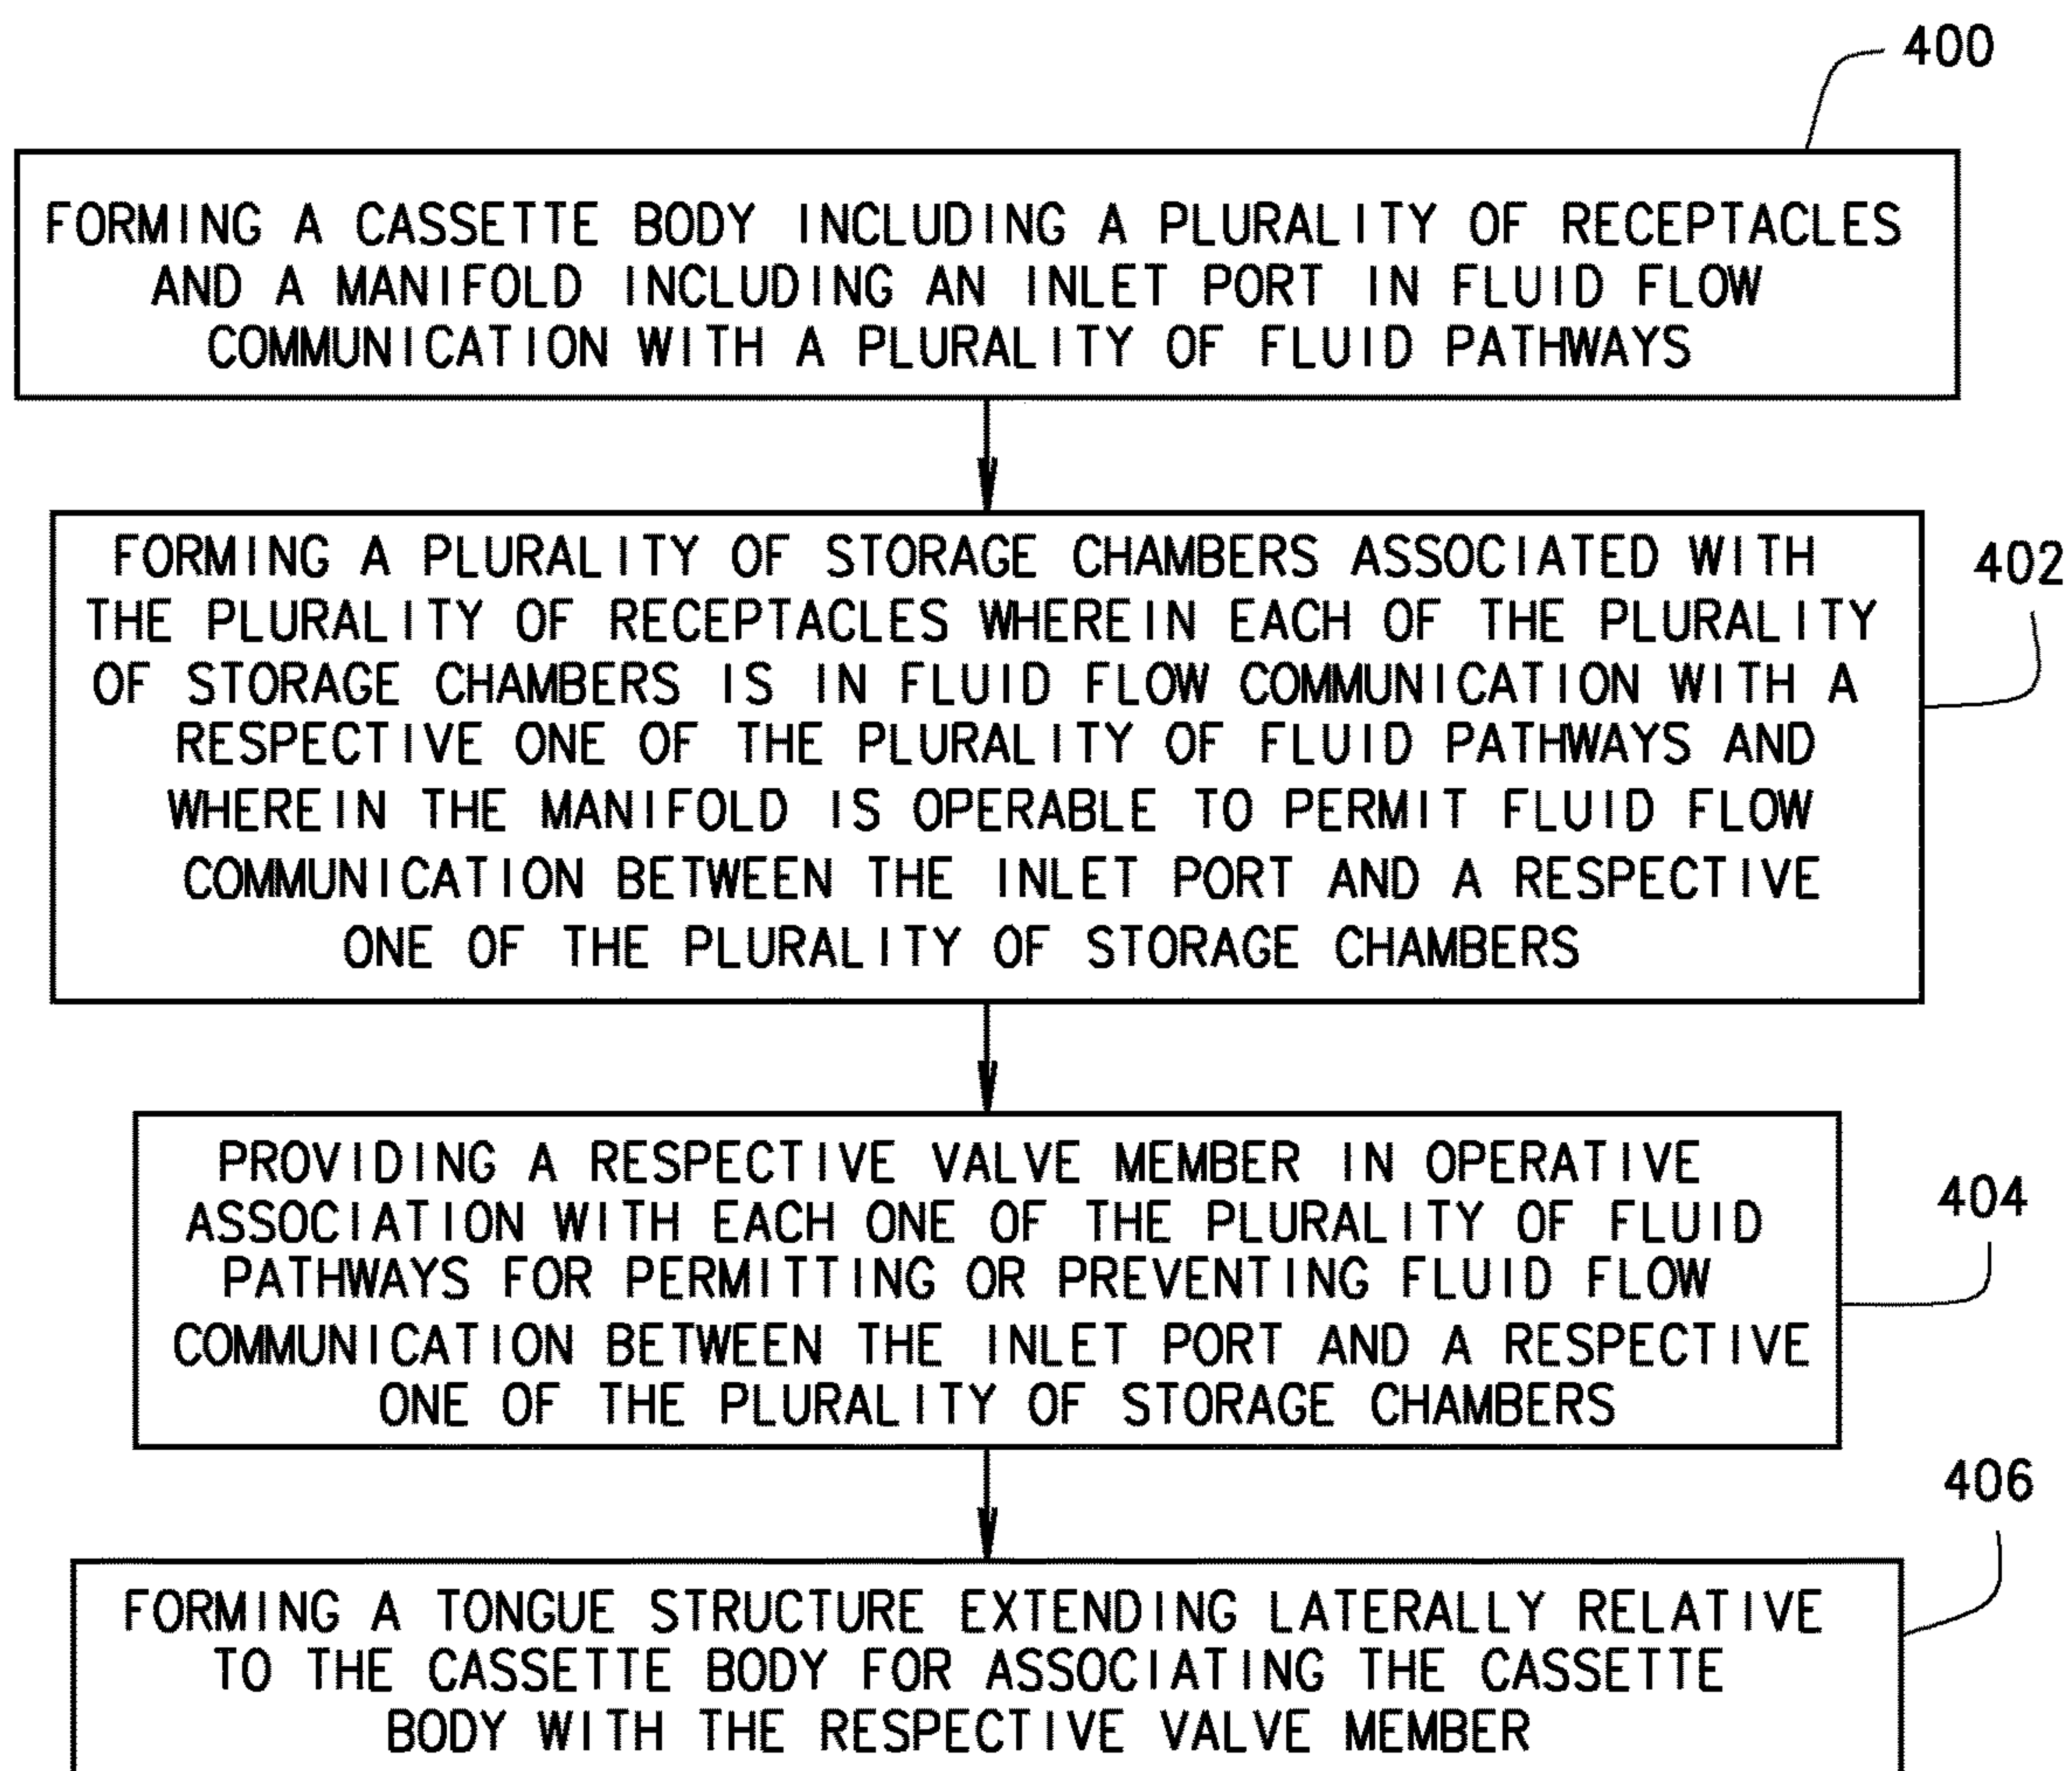 400
FORMING A CASSETTE BODY INCLUDING A PLURALITY OF RECEPTACLES
AND A MANIFOLD INCLUDING AN INLET PORT IN FLUID FLOW
COMMUNICATION WITH A PLURALITY OF FLUID PATHWAYS
402
FORMING A PLURALITY OF STORAGE CHAMBERS ASSOCIATED WITH
THE PLURALITY OF RECEPTACLES WHEREIN EACH OF THE PLURALITY
OF STORAGE CHAMBERS IS IN FLUID FLOW COMMUNICATION WITH A
RESPECTIVE ONE OF THE PLURALITY OF FLUID PATHWAYS AND
WHEREIN THE MANIFOLD IS OPERABLE TO PERMIT FLUID FLOW
COMMUNICATION BETWEEN THE INLET PORT AND A RESPECTIVE
ONE OF THE PLURALITY OF STORAGE CHAMBERS
404
PROVIDING A RESPECTIVE VALVE MEMBER IN OPERATIVE
ASSOCIATION WITH EACH ONE OF THE PLURALITY OF FLUID
PATHWAYS FOR PERMITTING OR PREVENTING FLUID FLOW
COMMUNICATION BETWEEN THE INLET PORT AND A RESPECTIVE
ONE OF THE PLURALITY OF STORAGE CHAMBERS
406
FORMING A TONGUE STRUCTURE EXTENDING LATERALLY RELATIVE
TO THE CASSETTE BODY FOR ASSOCIATING THE CASSETTE
BODY WITH THE RESPECTIVE VALVE MEMBER